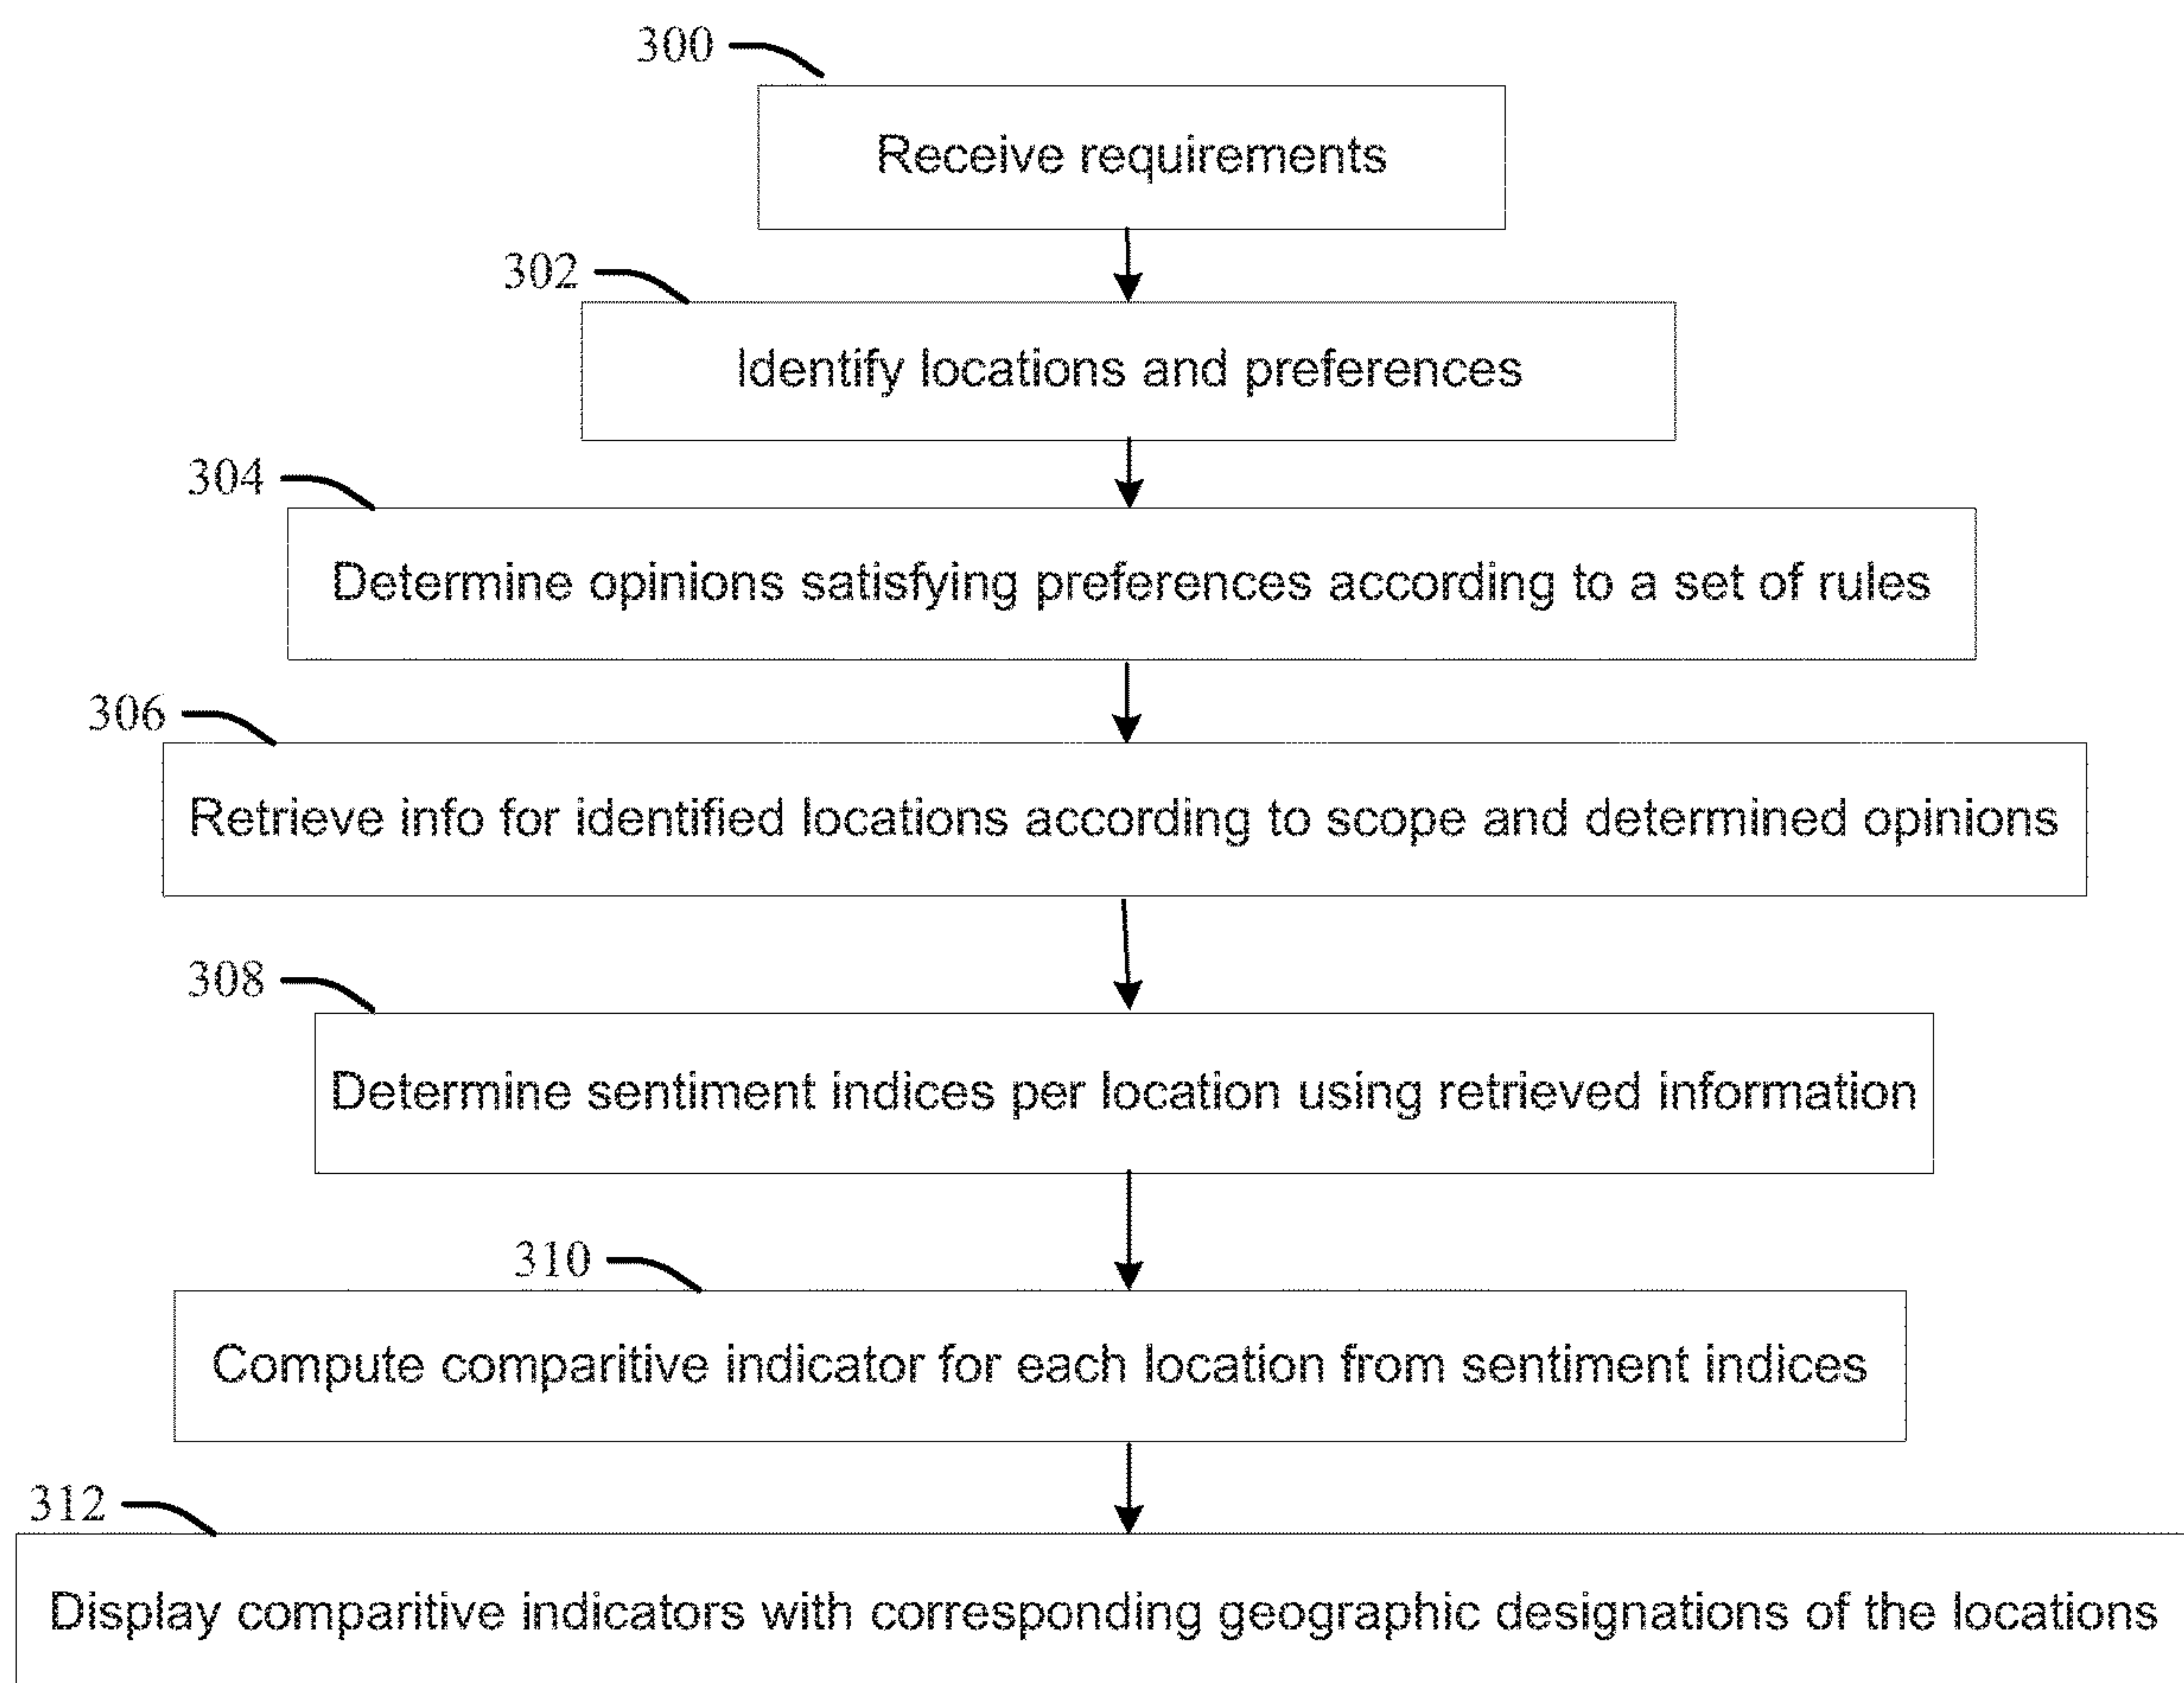 300
Receive requirements
302
Identify locations and preferences
304
Determine opinions satisfying preferences according to a set of rules
306
Retrieve info for identified locations according to scope and determined opinions
308
Determine sentiment indices per location using retrieved information
310
Compute comparitive indicator for each location from sentiment indices
312
Display comparitive indicators with corresponding geographic designations of the locations